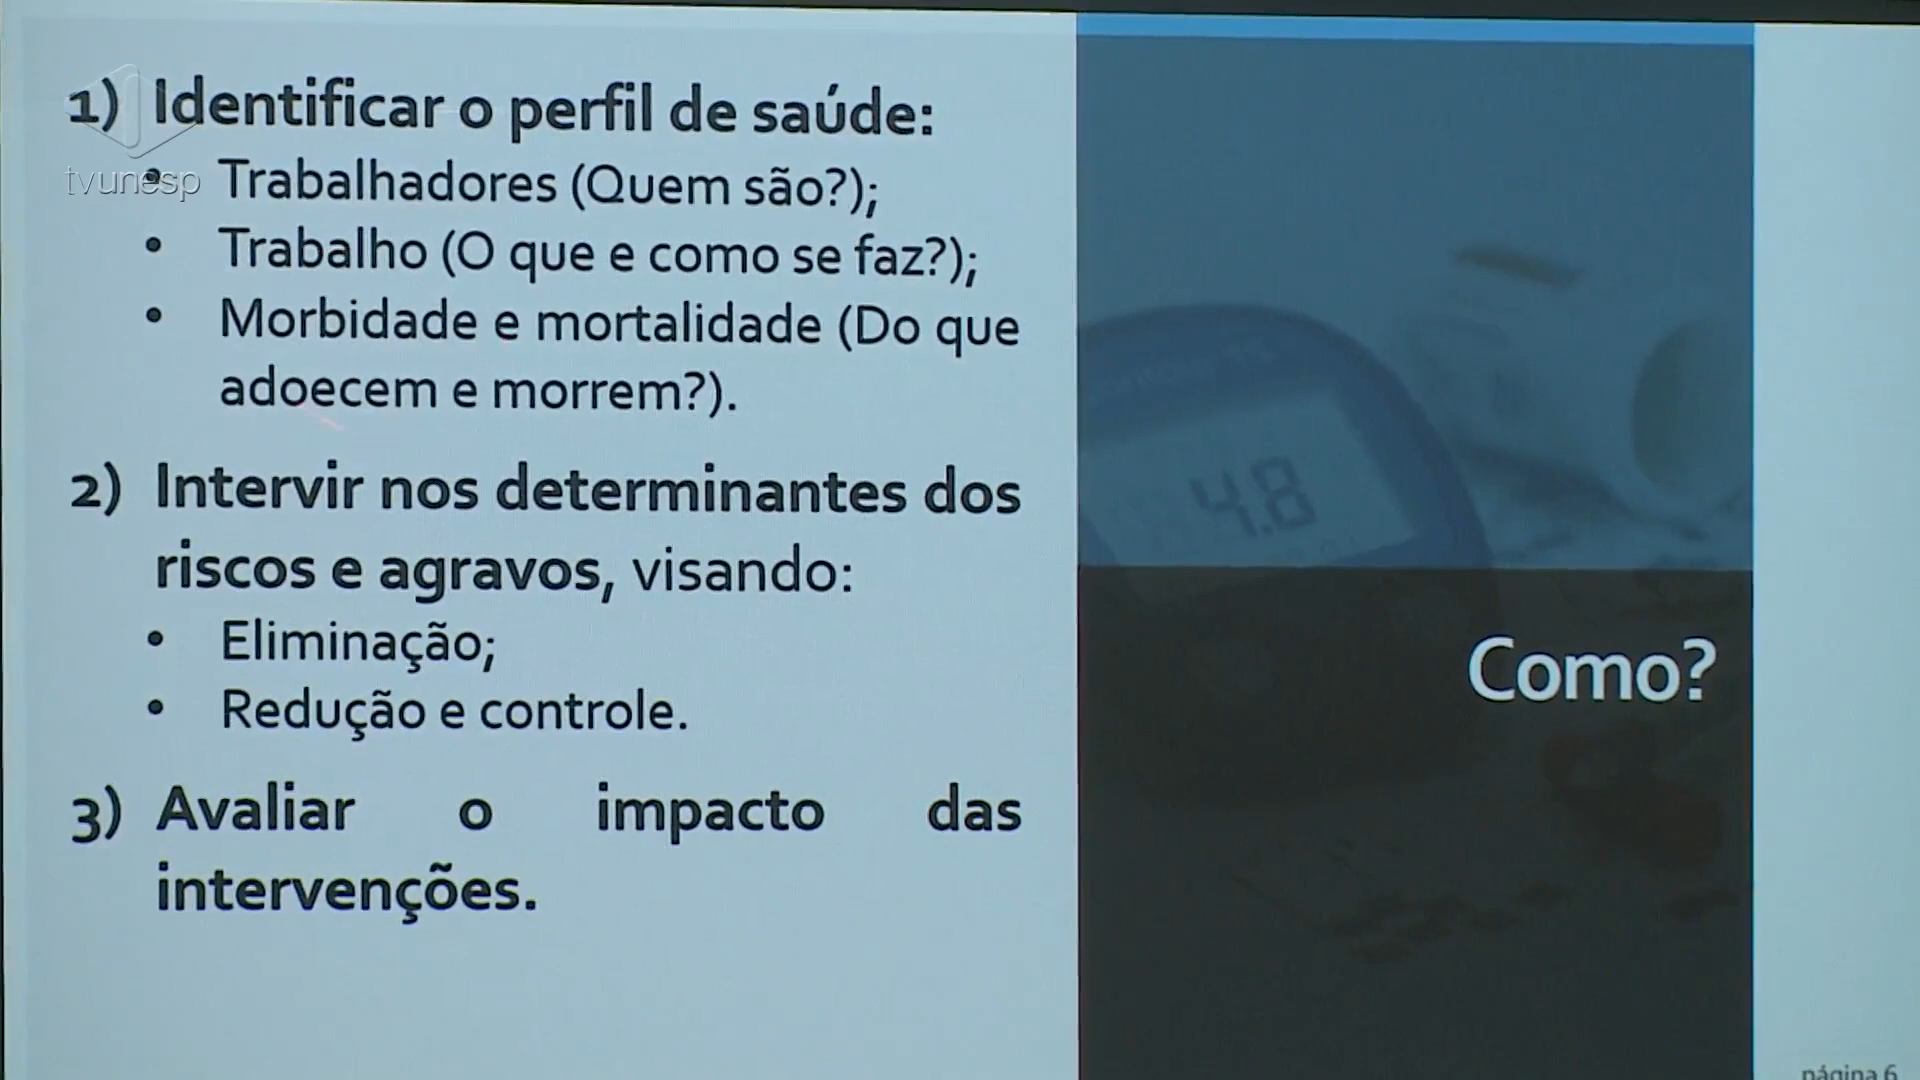 1) Identificar o perfil de saúde:
tvunesp
• Trabalhadores (Quem são?);
• Trabalho (O que e como se faz?);
• Morbidade e mortalidade (Do que
adoecem e morrem?).
2) Intervir nos determinantes dos
riscos e agravos, visando:
• Eliminação;
• Redução e controle.
3) Avaliar o impacto das
intervenções.
4.8
Como?
página 6